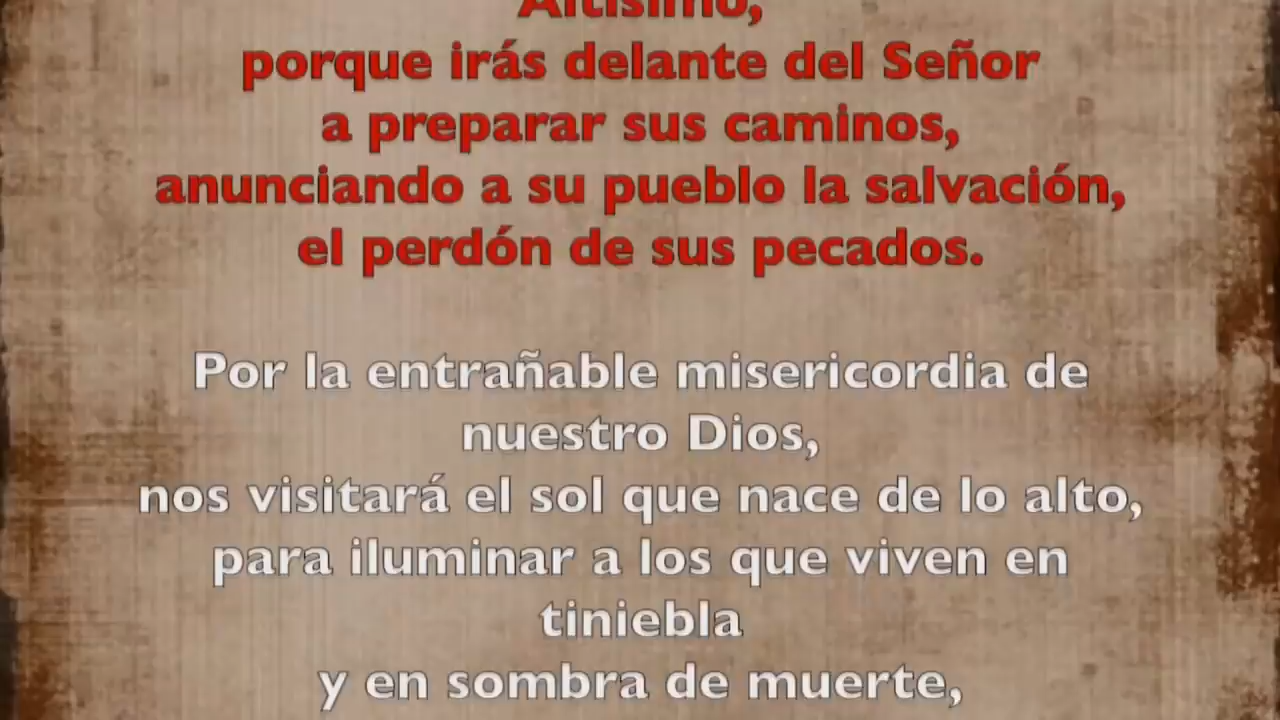 Altísimo,
porque irás delante del Señor
a preparar sus caminos,
anunciando a su pueblo la salvación,
el perdón de sus pecados.
Por la entrañable misericordia de
nuestro Dios,
nos visitará el sol que nace de lo alto,
para iluminar a los que viven en
tiniebla
y en sombra de muerte,